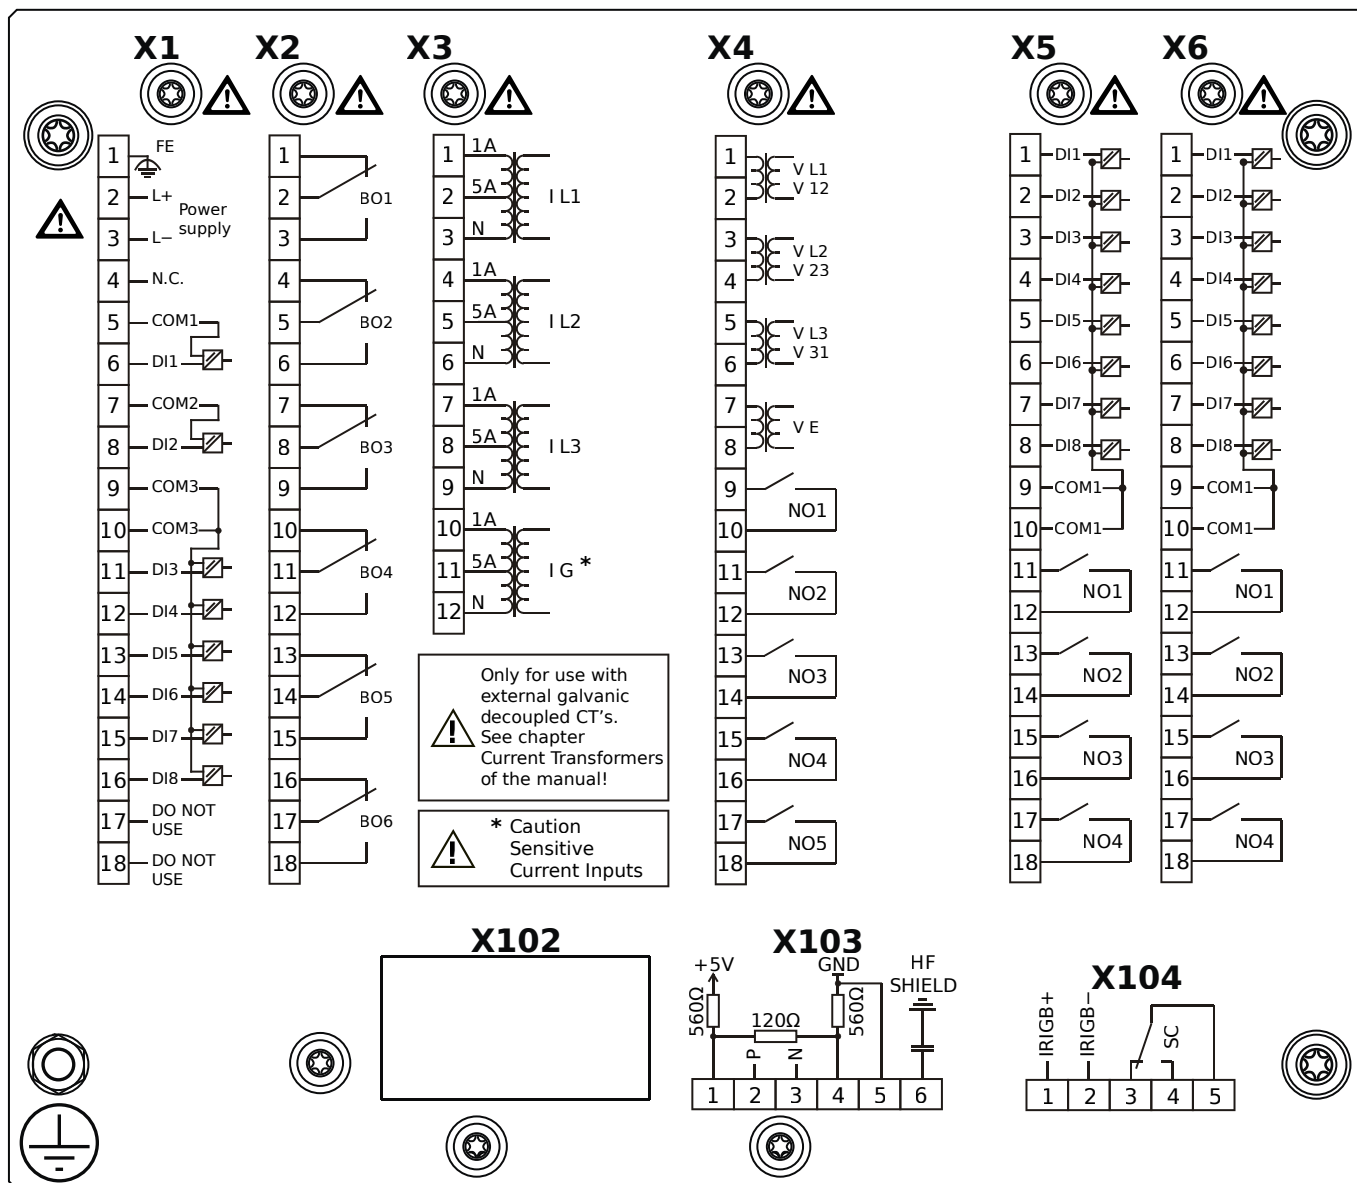 X1
X2
X3
X4
X5
X6
1 FE
2 L+
Power
supply
3 L−
4 N.C.
5 COM1
6 DI1
7 COM2
8 DI2
9 COM3
10 COM3
11 DI3
12 DI4
13 DI5
14 DI6
15 DI7
16 DI8
17 DO NOT
USE
18 DO NOT
USE
1
2 BO1
3
4
5 BO2
6
7
8 BO3
9
10
11 BO4
12
13
14 BO5
15
16
17 BO6
18
1 1A
2 5A I L1
3 N
4 1A
5 5A I L2
6 N
7 1A
8 5A I L3
9 N
10 1A
11 5A I G *
12 N
Only for use with
external galvanic
decoupled CT's.
See chapter
Current Transformers
of the manual!
* Caution
Sensitive
Current Inputs
1 V L1
2 V 12
3 V L2
4 V 23
5 V L3
6 V 31
7
V E
8
9
NO1
10
11
NO2
12
13
NO3
14
15
NO4
16
17
NO5
18
1 DI1
2 DI2
3 DI3
4 DI4
5 DI5
6 DI6
7 DI7
8 DI8
9 COM1
10 COM1
11
NO1
12
13
NO2
14
15
NO3
16
17
NO4
18
1 DI1
2 DI2
3 DI3
4 DI4
5 DI5
6 DI6
7 DI7
8 DI8
9 COM1
10 COM1
11
NO1
12
13
NO2
14
15
NO3
16
17
NO4
18
X102
X103
+5V
GND
HF
SHIELD
560Ω
120Ω
560Ω
P
N
1 2 3 4 5 6
X104
IRIGB+
IRIGB−
SC
1 2 3 4 5